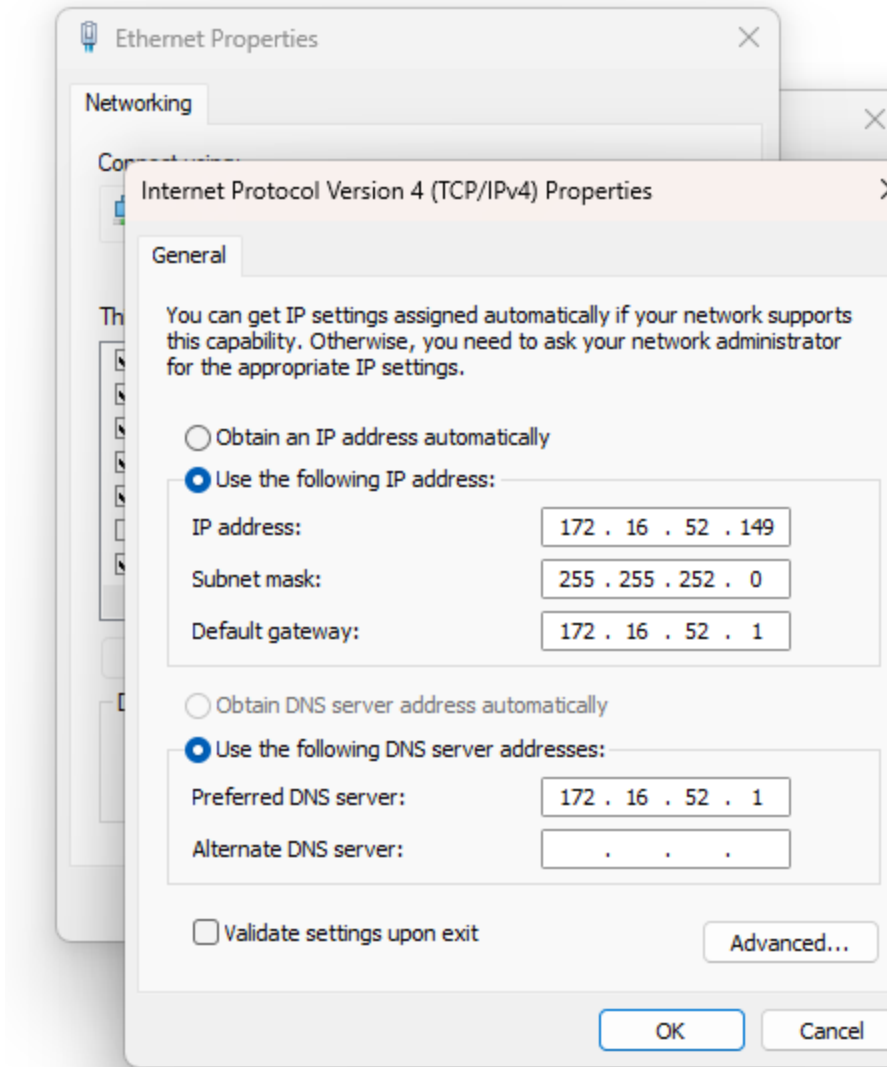 Ethernet Properties
Networking
Internet Protocol Version 4 (TCP/IPv4) Properties
General
You can get IP settings assigned automatically if your network supports
this capability. Otherwise, you need to ask your network administrator
for the appropriate IP settings.
Obtain an IP address automatically
Use the following IP address:
IP address: 172 . 16 . 52 . 149
Subnet mask: 255 . 255 . 252 . 0
Default gateway: 172 . 16 . 52 . 1
Obtain DNS server address automatically
Use the following DNS server addresses:
Preferred DNS server: 172 . 16 . 52 . 1
Alternate DNS server: . . .
Validate settings upon exit
Advanced...
OK Cancel